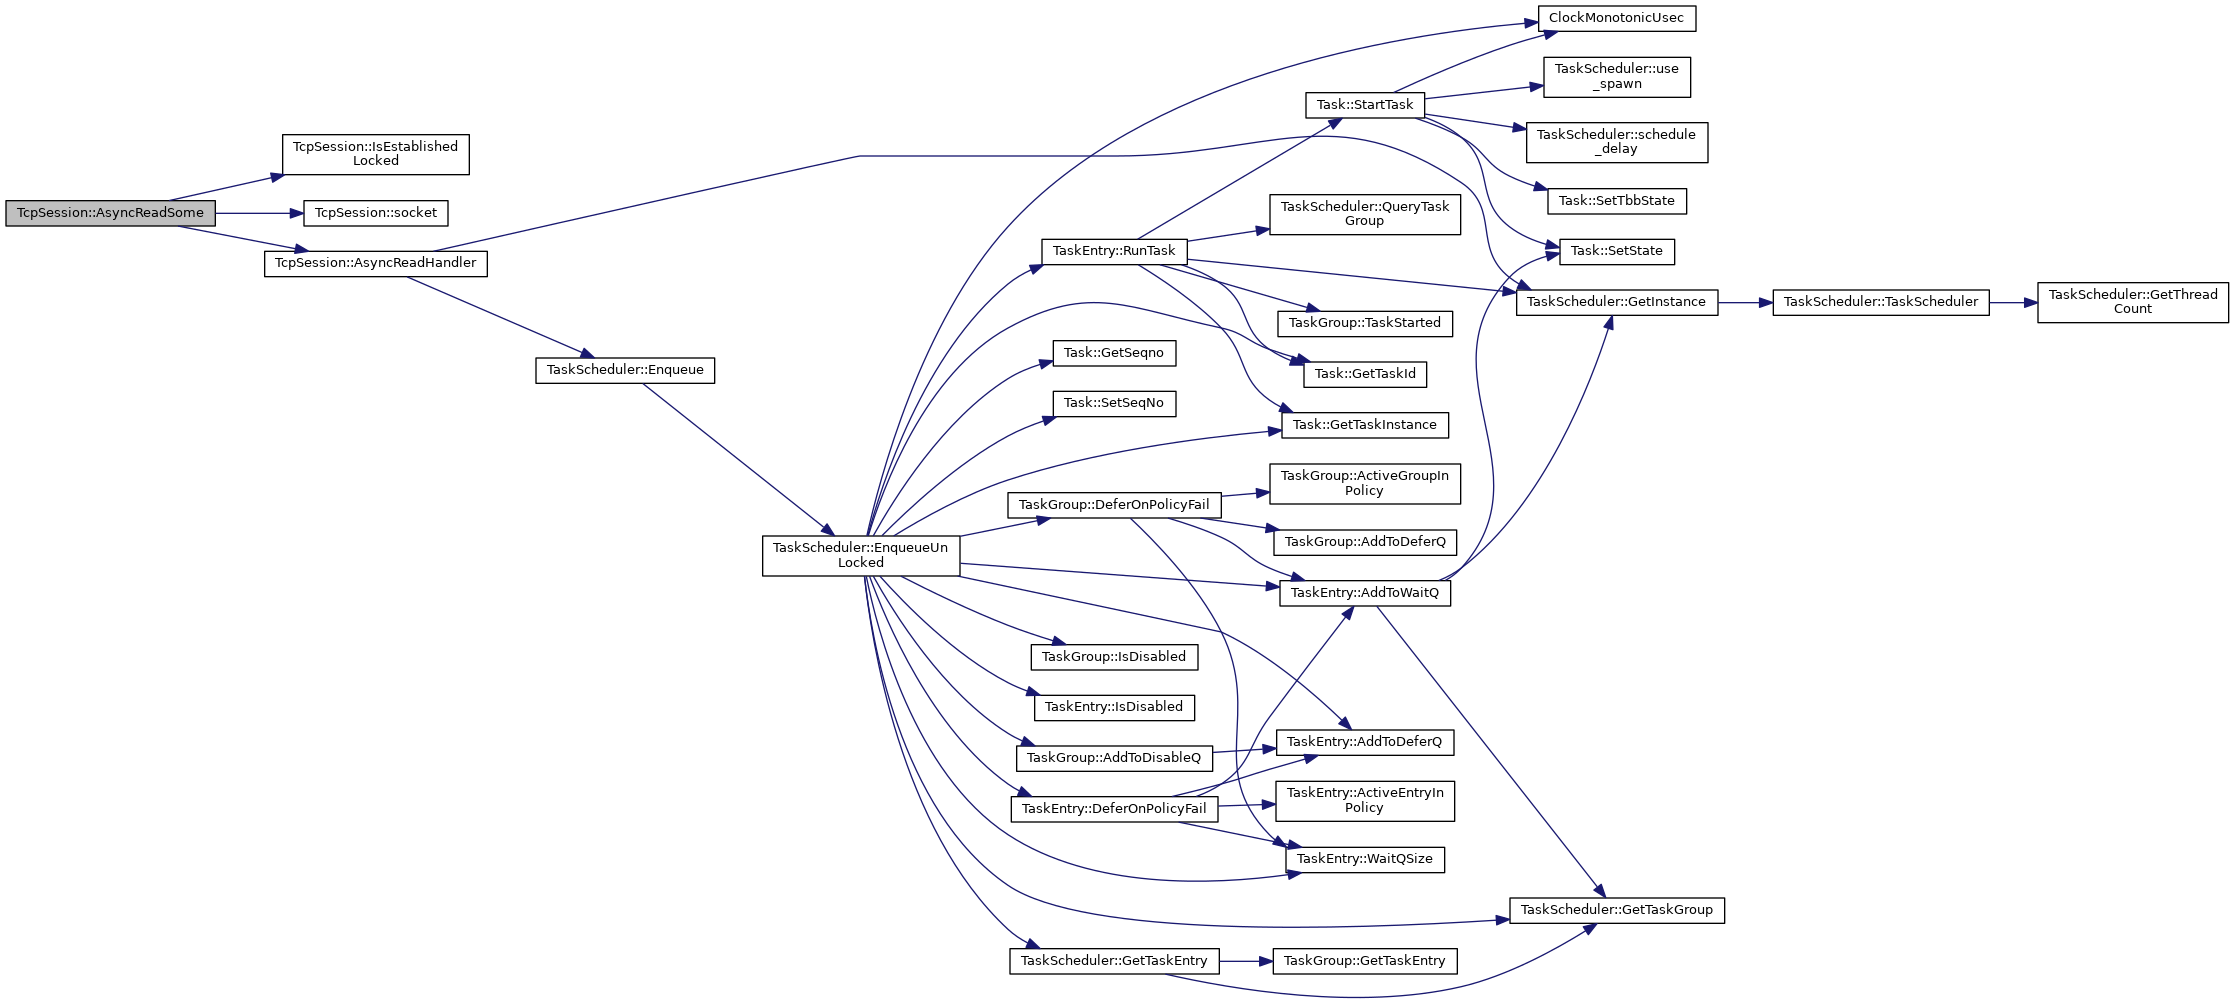 ClockMonotonicUsec
TaskScheduler::use
_spawn
Task::StartTask
TaskScheduler::schedule
_delay
TcpSession::IsEstablished
Locked
Task::SetTbbState
TcpSession::AsyncReadSome
TcpSession::socket
TaskScheduler::QueryTask
Group
TaskEntry::RunTask
Task::SetState
TcpSession::AsyncReadHandler
TaskScheduler::GetInstance
TaskScheduler::TaskScheduler
TaskScheduler::GetThread
Count
TaskGroup::TaskStarted
Task::GetSeqno
TaskScheduler::Enqueue
Task::GetTaskId
Task::SetSeqNo
Task::GetTaskInstance
TaskGroup::ActiveGroupIn
Policy
TaskGroup::DeferOnPolicyFail
TaskGroup::AddToDeferQ
TaskScheduler::EnqueueUn
Locked
TaskEntry::AddToWaitQ
TaskGroup::IsDisabled
TaskEntry::IsDisabled
TaskEntry::AddToDeferQ
TaskGroup::AddToDisableQ
TaskEntry::ActiveEntryIn
Policy
TaskEntry::DeferOnPolicyFail
TaskEntry::WaitQSize
TaskScheduler::GetTaskGroup
TaskScheduler::GetTaskEntry
TaskGroup::GetTaskEntry